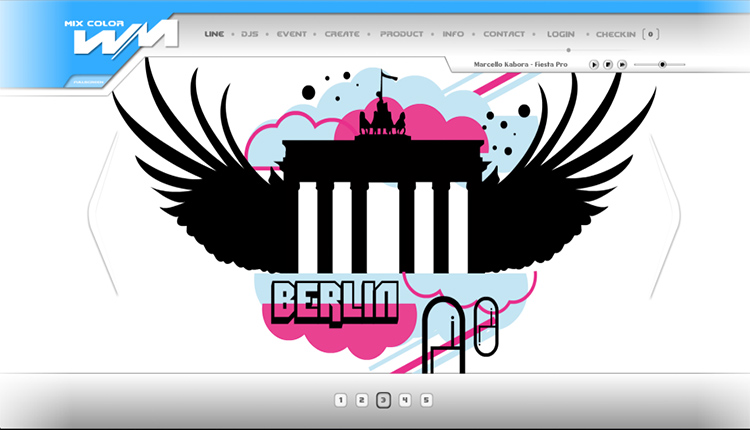 MIX COLOR
WM
LINE DJS EVENT CREATE PRODUCT INFO CONTACT LOGIN CHECKIN [0]
Marcello Kabora - Fiesta Pro
BERLIN
1 2 3 4 5